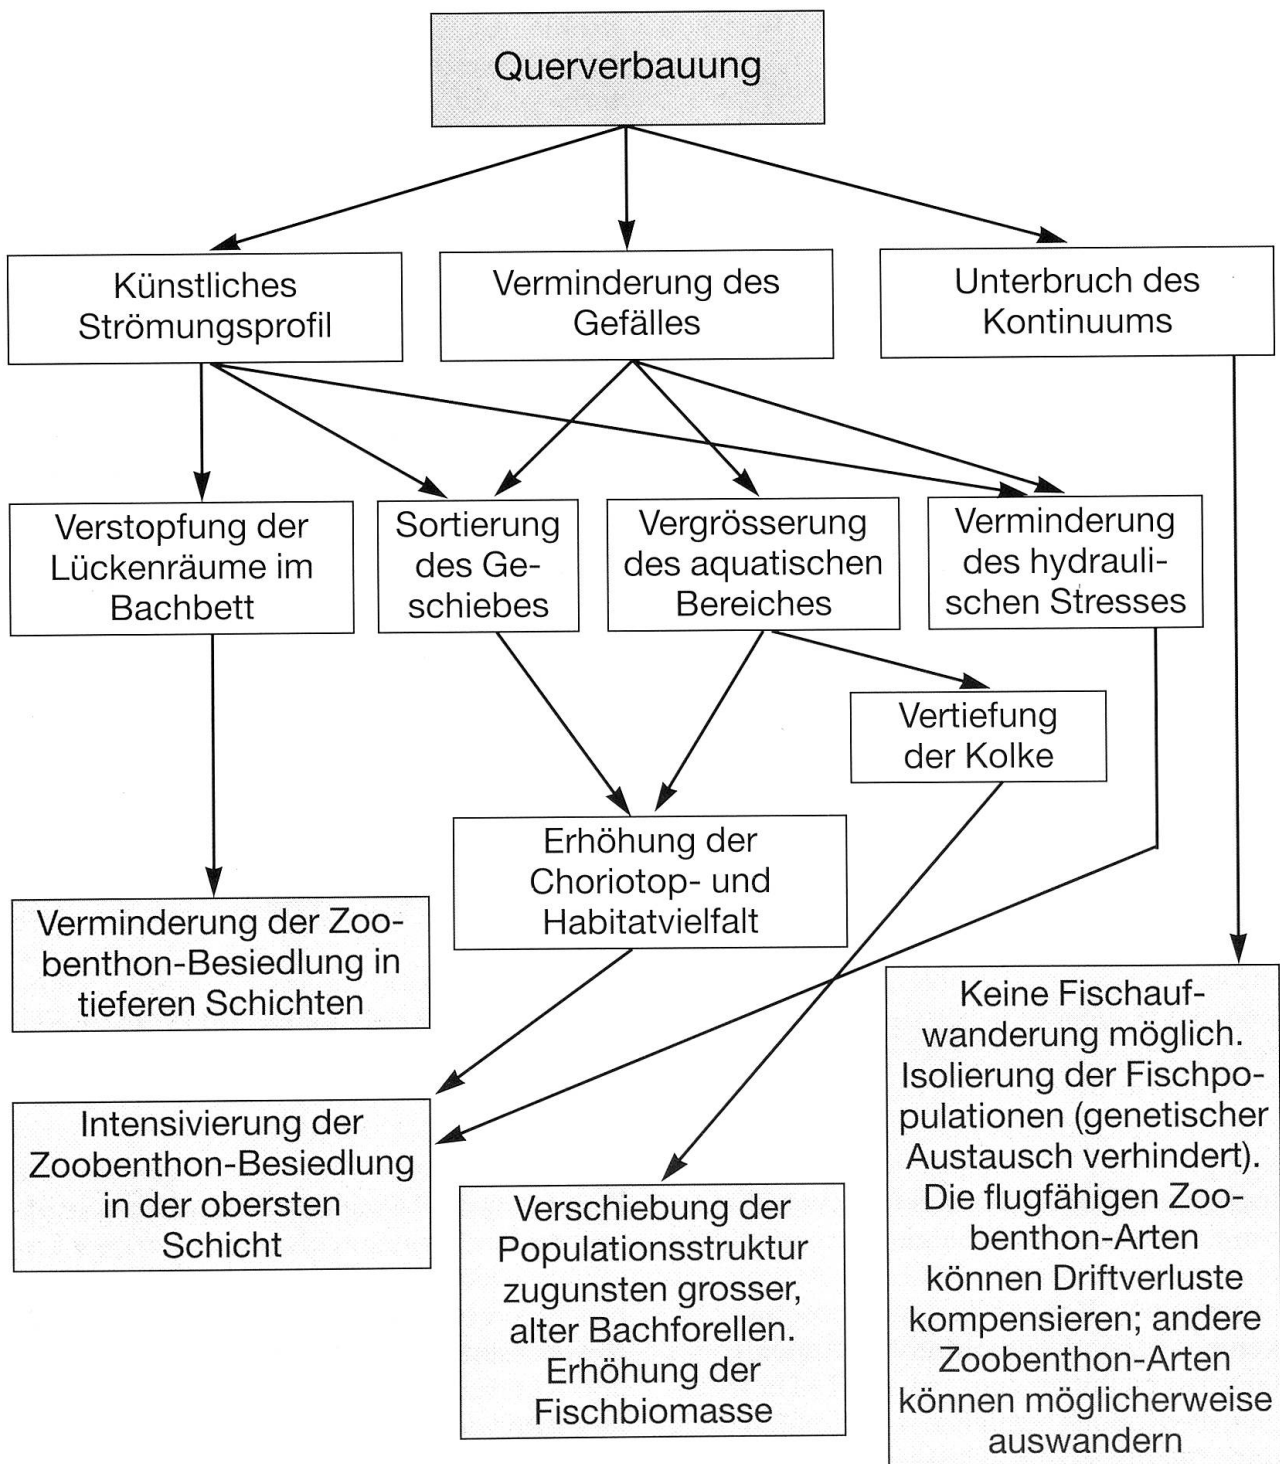 Querverbauung
Künstliches
Strömungsprofil
Verminderung des
Gefälles
Unterbruch des
Kontinuums
Verstopfung der
Lückenräume im
Bachbett
Sortierung
des Ge-
schiebes
Vergrösserung
des aquatischen
Bereiches
Verminderung
des hydrauli-
schen Stresses
Vertiefung
der Kolke
Erhöhung der
Choriotop- und
Habitatvielfalt
Verminderung der Zoo-
benthon-Besiedlung in
tieferen Schichten
Intensivierung der
Zoobenthon-Besiedlung
in der obersten
Schicht
Verschiebung der
Populationsstruktur
zugunsten grosser,
alter Bachforellen.
Erhöhung der
Fischbiomasse
Keine Fischauf-
wanderung möglich.
Isolierung der Fischpo-
pulationen (genetischer
Austausch verhindert).
Die flugfähigen Zoo-
benthon-Arten
können Driftverluste
kompensieren; andere
Zoobenthon-Arten
können möglicherweise
auswandern